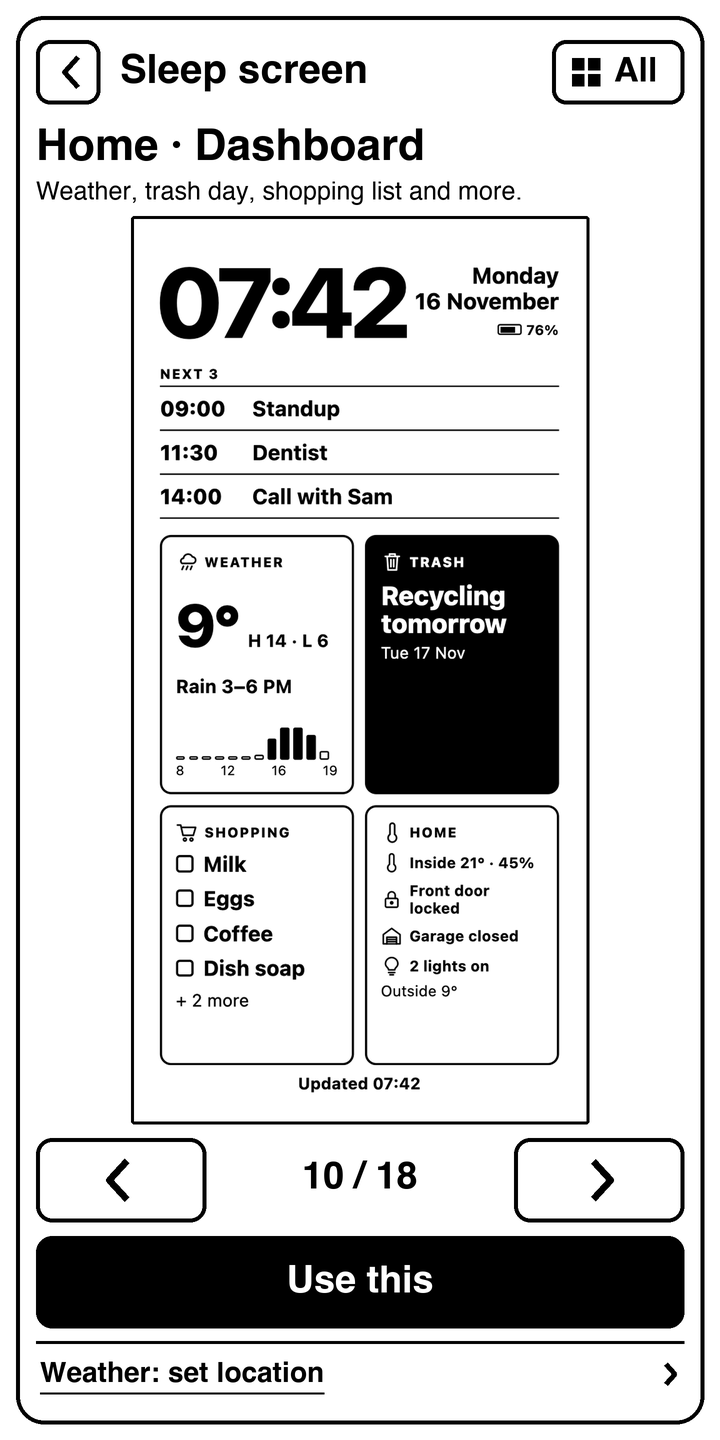 Sleep screen
All
Home · Dashboard
Weather, trash day, shopping list and more.
07:42
Monday
16 November
76%
NEXT 3
09:00 Standup
11:30 Dentist
14:00 Call with Sam
WEATHER
9°
H 14 · L 6
Rain 3–6 PM
8 12 16 19
TRASH
Recycling
tomorrow
Tue 17 Nov
SHOPPING
Milk
Eggs
Coffee
Dish soap
+ 2 more
HOME
Inside 21° · 45%
Front door
locked
Garage closed
2 lights on
Outside 9°
Updated 07:42
10 / 18
Use this
Weather: set location